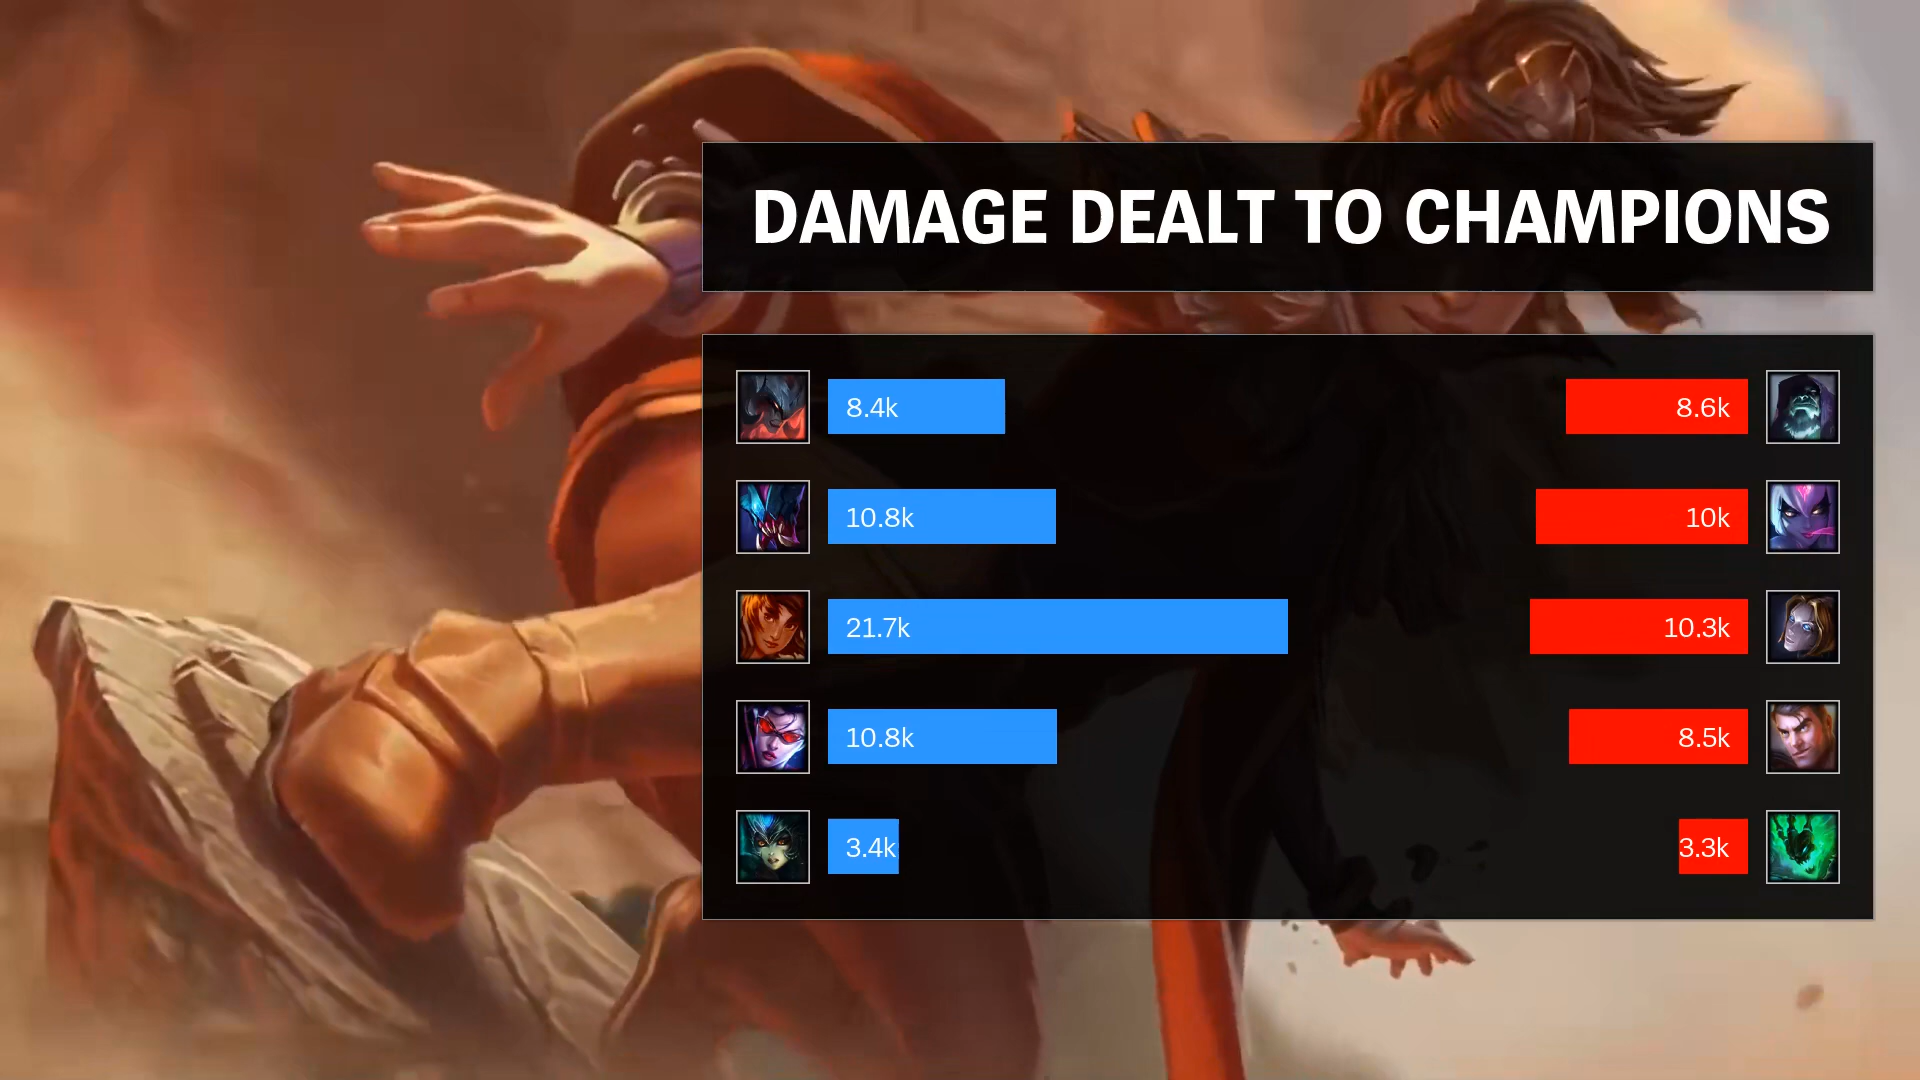 DAMAGE DEALT TO CHAMPIONS
8.4k 8.6k
10.8k 10k
21.7k 10.3k
10.8k 8.5k
3.4k 3.3k